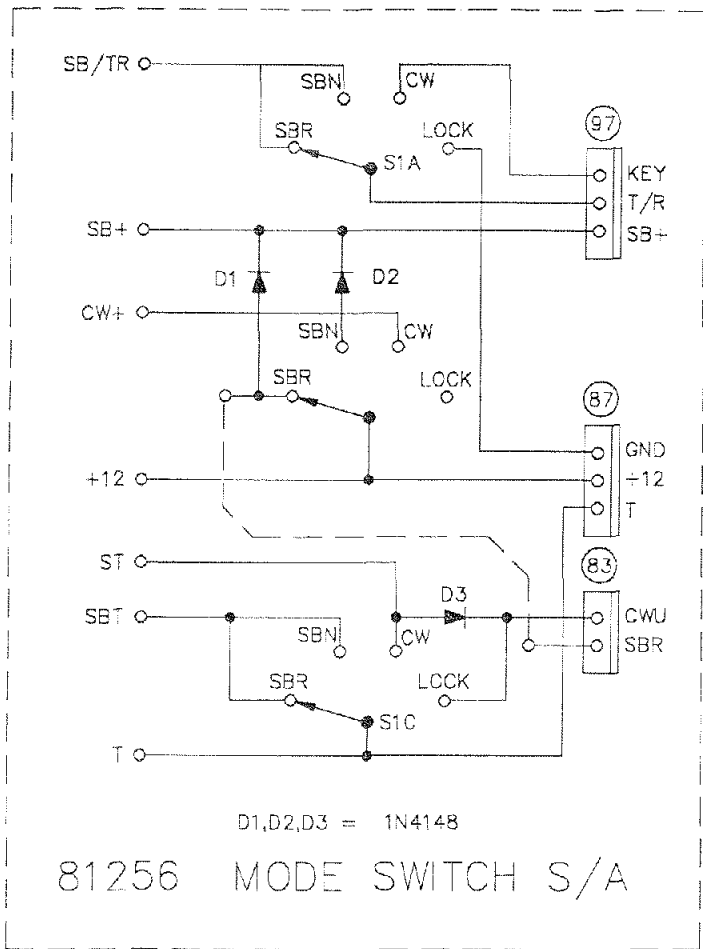 SB/TR
SBN
CW
SBR
LOCK
S1A
97
KEY
T/R
SB+
SB+
D1
D2
CW+
SBN
CW
SBR
LOCK
87
GND
+12
T
+12
ST
83
D3
CWU
SBR
SBT
SBN
CW
SBR
LOCK
S1C
T
D1,D2,D3 = 1N4148
81256 MODE SWITCH S/A